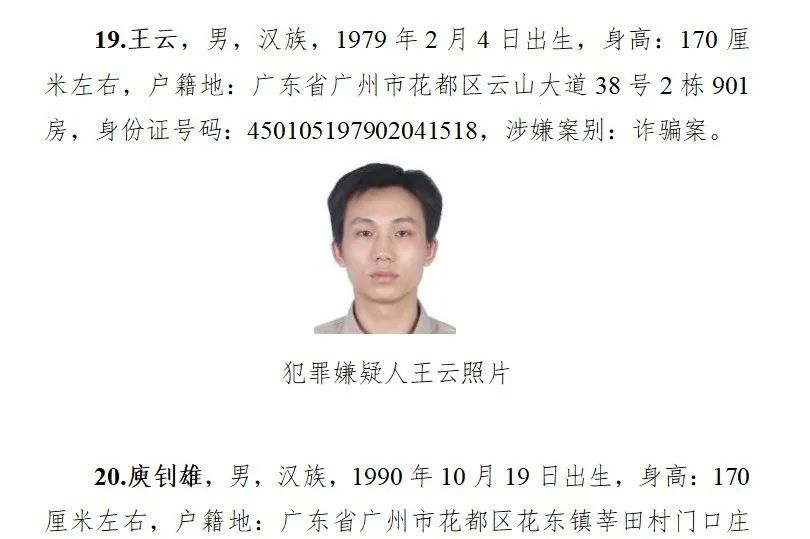 19.王云，男，汉族，1979 年 2 月 4 日出生，身高：170 厘
米左右，户籍地：广东省广州市花都区云山大道 38 号 2 栋 901
房，身份证号码：450105197902041518，涉嫌案别：诈骗案。
犯罪嫌疑人王云照片
20.庾钊雄，男，汉族，1990 年 10 月 19 日出生，身高：170
厘米左右，户籍地：广东省广州市花都区花东镇莘田村门口庄